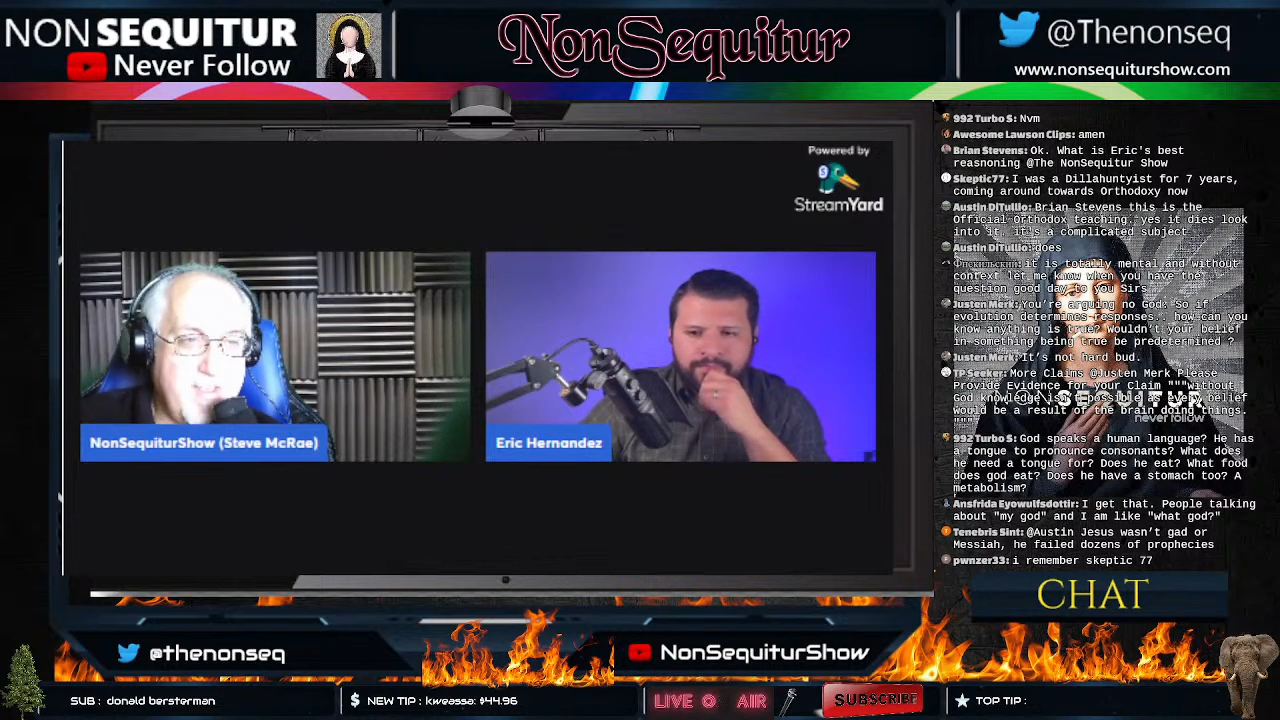 NON SEQUITUR
Never Follow
NonSequitur
@Thenonseq
www.nonsequiturshow.com
Powered by
StreamYard
NonSequiturShow (Steve McRae)
Eric Hernandez
992 Turbo S: Nvm
Awesome Lawson Clips: amen
Brian Stevens: Ok. What is Eric's best
reasnoning @The NonSequitur Show
Skeptic77: I was a Dillahuntyist for 7 years,
coming around towards Orthodoxy now
Austin DiTullio: Brian Stevens this is the
Official Orthodox teaching. yes it dies look
into it. it's a complicated subject
Austin DiTullio: goes
it is totally mental and without
context let me know when you have the
question good day to you Sirs
Justen Merk: You're arguing no God. So if
evolution determines responses.. how can you
know anything is true? Wouldn't your belief
in something being true be predetermined ?
Justen Merk: It's not hard bud.
TP Seeker: More Claims @Justen Merk Please
Provide Evidence for your Claim """without
God knowledge isn't possible as every belief
would be a result of the brain doing things.
NONSEQUITUR
never follow
992 Turbo S: God speaks a human language? He has
a tongue to pronounce consonants? What does
he need a tongue for? Does he eat? What food
does god eat? Does he have a stomach too? A
metabolism?
Ansfrida Eyowulfsdottir: I get that. People talking
about "my god" and I am like "what god?"
Tenebris Sint: @Austin Jesus wasn't gad or
Messiah, he failed dozens of prophecies
pwnzer33: i remember skeptic 77
CHAT
@thenonseq
NonSequiturShow
SUB : donald bersterman
$ NEW TIP : kweassa: $44.96
LIVE AIR
SUBSCRIBE
TOP TIP :